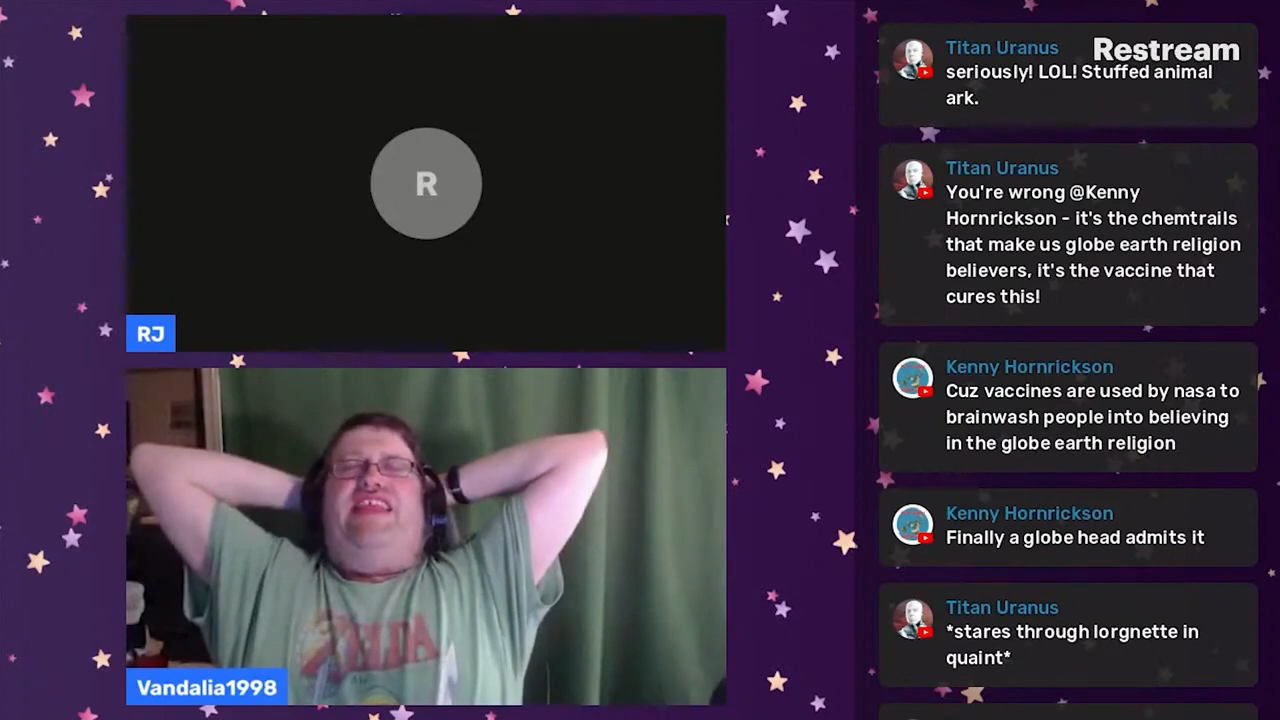 R
RJ
ZELDA
Vandalia1998
Restream
Titan Uranus
seriously! LOL! Stuffed animal
ark.
Titan Uranus
You're wrong @Kenny
Hornrickson - it's the chemtrails
that make us globe earth religion
believers, it's the vaccine that
cures this!
Kenny Hornrickson
Cuz vaccines are used by nasa to
brainwash people into believing
in the globe earth religion
Kenny Hornrickson
Finally a globe head admits it
Titan Uranus
*stares through lorgnette in
quaint*